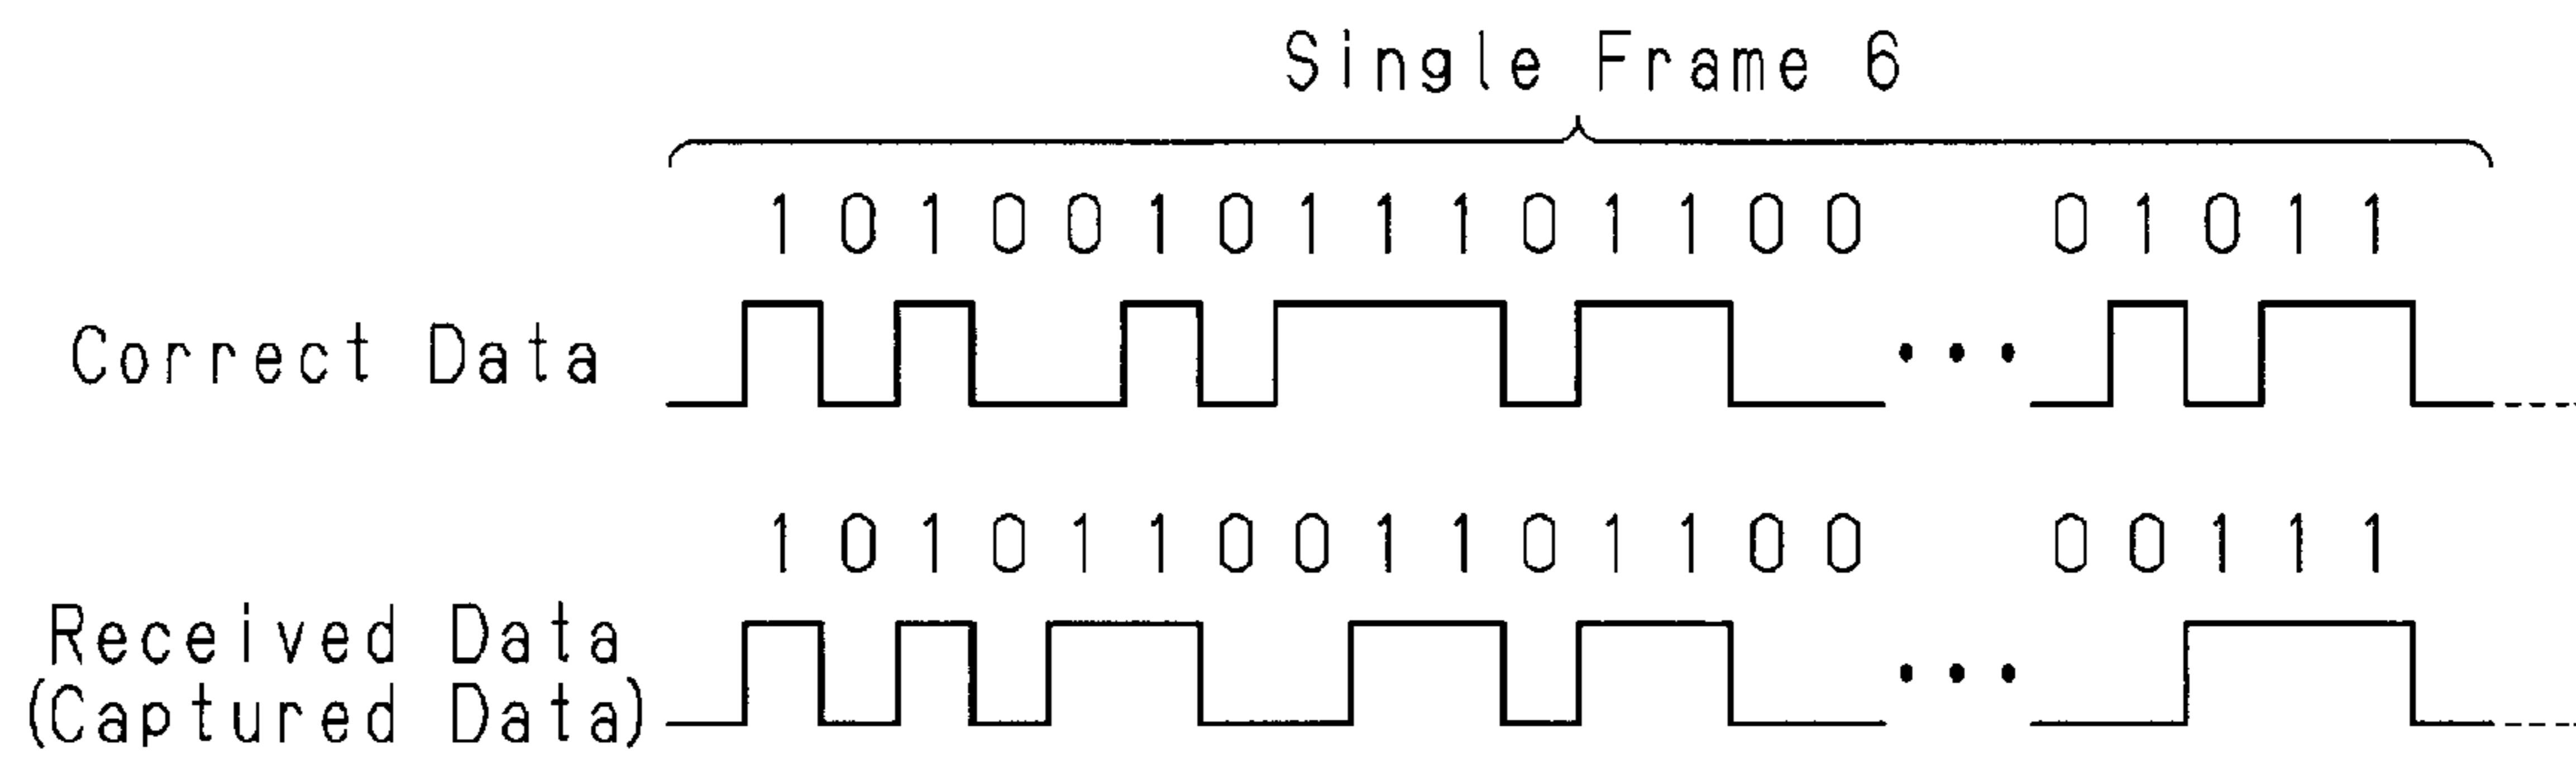 Single Frame 6
1 0 1 0 0 1 0 1 1 1 0 1 1 0 0 0 1 0 1 1
Correct Data
1 0 1 0 1 1 0 0 1 1 0 1 1 0 0 0 0 1 1 1
Received Data
(Captured Data)